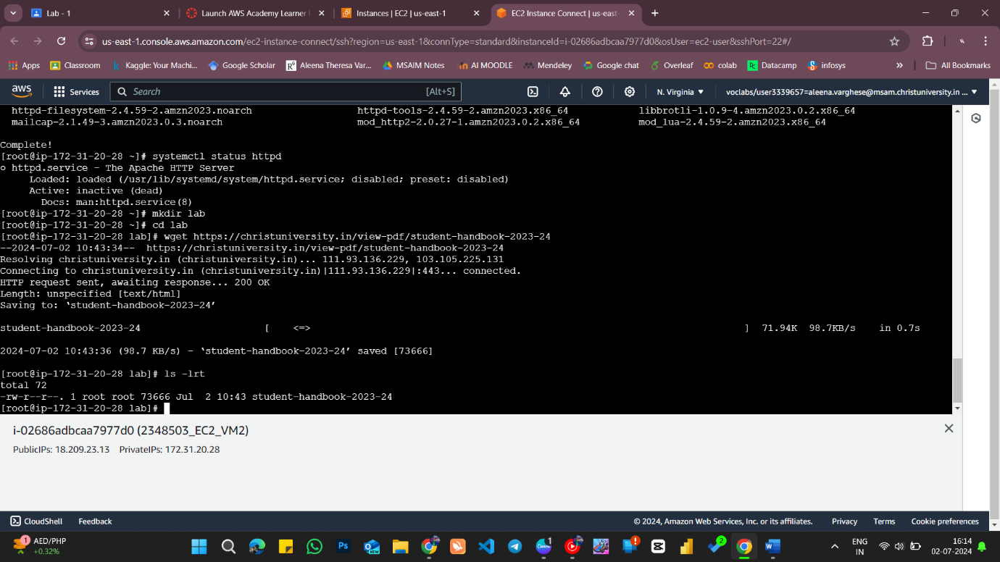 Lab - 1
Launch AWS Academy Learner
Instances | EC2 | us-east-1
EC2 Instance Connect | us-east
us-east-1.console.aws.amazon.com/ec2-instance-connect/ssh?region=us-east-1&connType=standard&instanceId=i-02686adbcaa7977d0&osUser=ec2-user&sshPort=22#/
Apps Classroom Kaggle: Your Machi... Google Scholar Aleena Theresa Var... MSAIM Notes AI MOODLE Mendeley Google chat Overleaf colab Datacamp infosys » All Bookmarks
aws Services Search [Alt+S] N. Virginia ▼ voclabs/user3339657=aleena.varghese@msam.christuniversity.in ... ▼
httpd-filesystem-2.4.59-2.amzn2023.noarch httpd-tools-2.4.59-2.amzn2023.x86_64 libbrotli-1.0.9-4.amzn2023.0.2.x86_64
mailcap-2.1.49-3.amzn2023.0.3.noarch mod_http2-2.0.27-1.amzn2023.0.2.x86_64 mod_lua-2.4.59-2.amzn2023.x86_64
Complete!
[root@ip-172-31-20-28 ~]# systemctl status httpd
○ httpd.service - The Apache HTTP Server
Loaded: loaded (/usr/lib/systemd/system/httpd.service; disabled; preset: disabled)
Active: inactive (dead)
Docs: man:httpd.service(8)
[root@ip-172-31-20-28 ~]# mkdir lab
[root@ip-172-31-20-28 ~]# cd lab
[root@ip-172-31-20-28 lab]# wget https://christuniversity.in/view-pdf/student-handbook-2023-24
--2024-07-02 10:43:34-- https://christuniversity.in/view-pdf/student-handbook-2023-24
Resolving christuniversity.in (christuniversity.in)... 111.93.136.229, 103.105.225.131
Connecting to christuniversity.in (christuniversity.in)|111.93.136.229|:443... connected.
HTTP request sent, awaiting response... 200 OK
Length: unspecified [text/html]
Saving to: ‘student-handbook-2023-24’
student-handbook-2023-24 [ <=> ] 71.94K 98.7KB/s in 0.7s
2024-07-02 10:43:36 (98.7 KB/s) - ‘student-handbook-2023-24’ saved [73666]
[root@ip-172-31-20-28 lab]# ls -lrt
total 72
-rw-r--r--. 1 root root 73666 Jul 2 10:43 student-handbook-2023-24
[root@ip-172-31-20-28 lab]#
i-02686adbcaa7977d0 (2348503_EC2_VM2)
PublicIPs: 18.209.23.13 PrivateIPs: 172.31.20.28
CloudShell Feedback © 2024, Amazon Web Services, Inc. or its affiliates. Privacy Terms Cookie preferences
1 AED/PHP
+0.32%
ENG
IN
16:14
02-07-2024